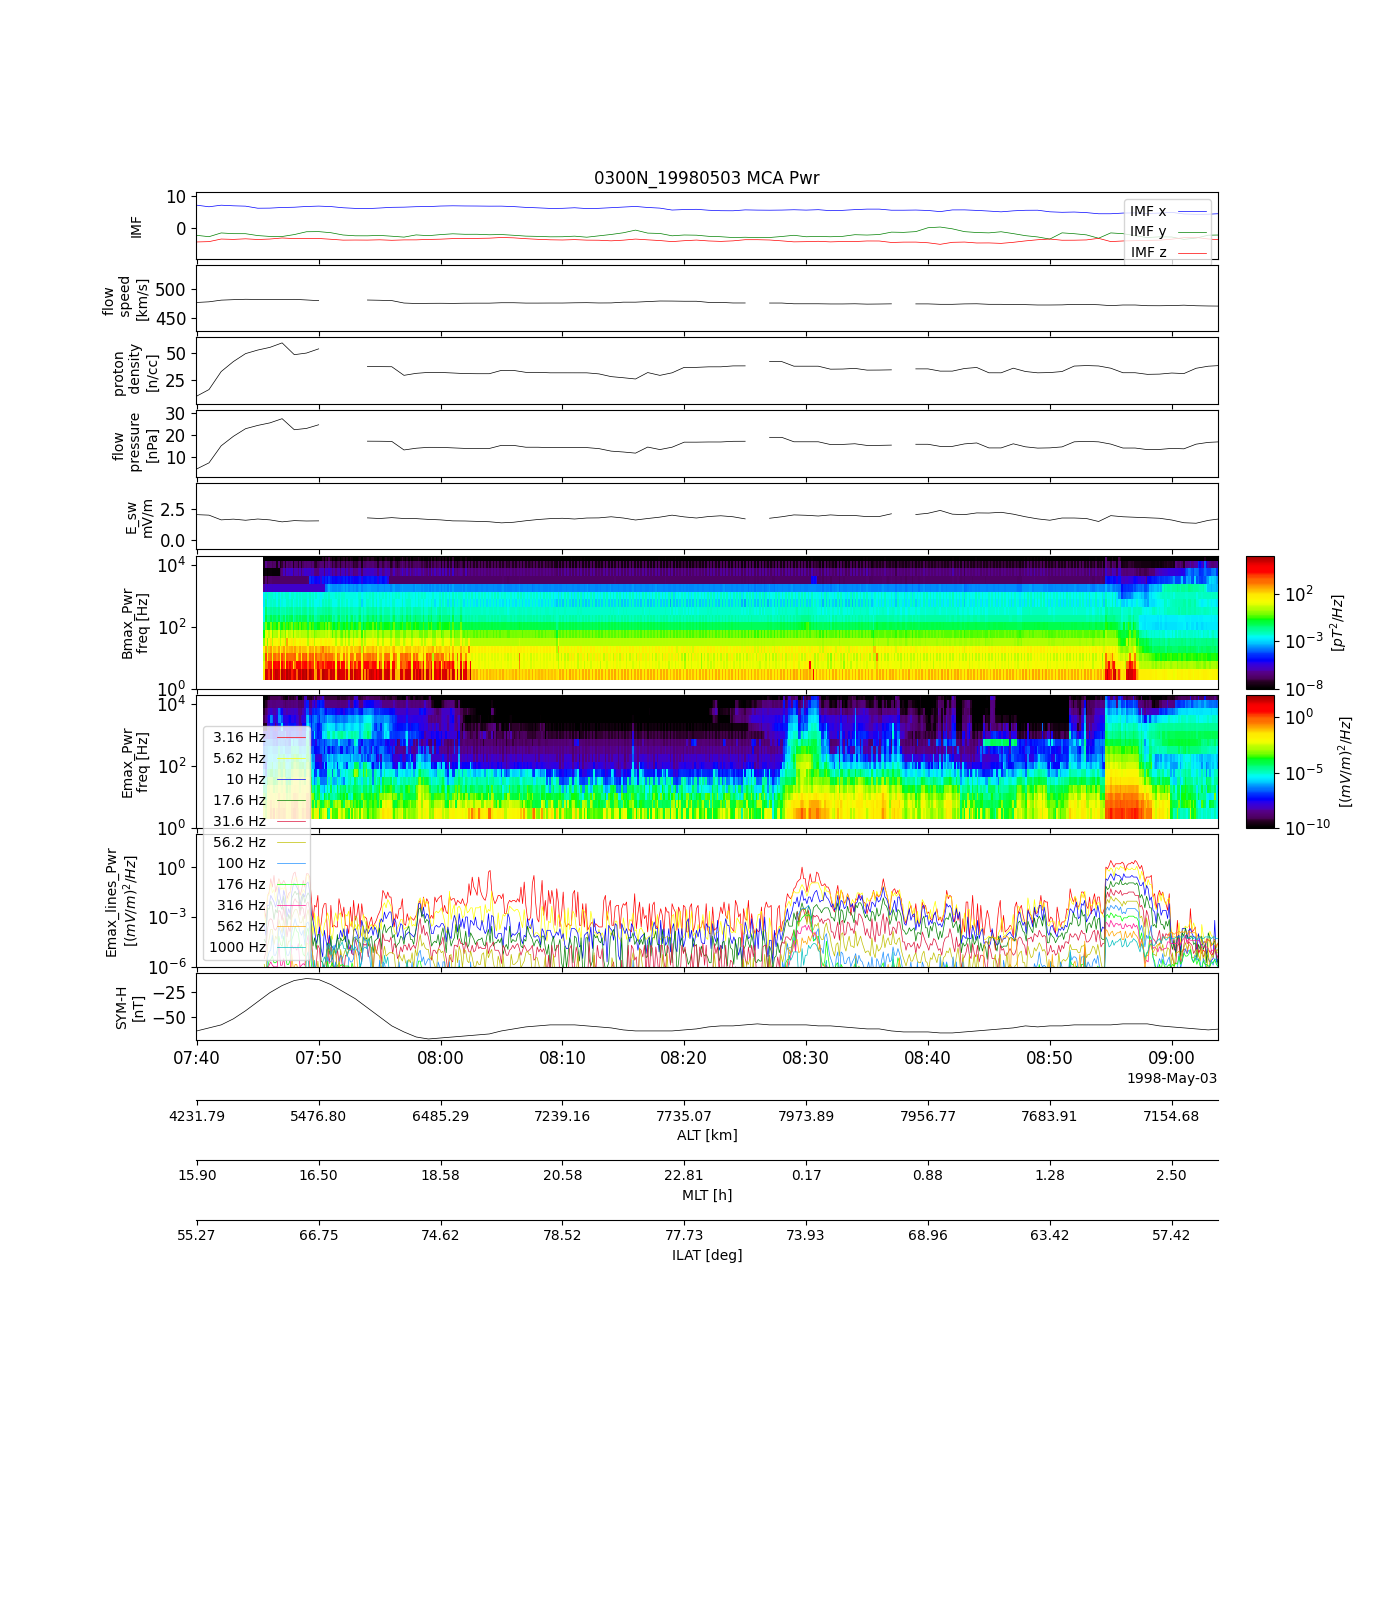 0300N_19980503 MCA Pwr
10
0
IMF
IMF x
IMF y
IMF z
500
450
flow
speed
[km/s]
50
25
proton
density
[n/cc]
30
20
10
flow
pressure
[nPa]
2.5
0.0
E_sw
mV/m
10^4
10^2
10^0
Bmax_Pwr
freq [Hz]
10^2
10^-3
10^-8
[pT^2/Hz]
10^4
10^2
10^0
Emax_Pwr
freq [Hz]
10^0
10^-5
10^-10
[(mV/m)^2/Hz]
3.16 Hz
5.62 Hz
10 Hz
17.6 Hz
31.6 Hz
56.2 Hz
100 Hz
176 Hz
316 Hz
562 Hz
1000 Hz
10^0
10^-3
10^-6
Emax_lines_Pwr
[(mV/m)^2/Hz]
−25
−50
SYM-H
[nT]
07:40 07:50 08:00 08:10 08:20 08:30 08:40 08:50 09:00
1998-May-03
4231.79 5476.80 6485.29 7239.16 7735.07 7973.89 7956.77 7683.91 7154.68
ALT [km]
15.90 16.50 18.58 20.58 22.81 0.17 0.88 1.28 2.50
MLT [h]
55.27 66.75 74.62 78.52 77.73 73.93 68.96 63.42 57.42
ILAT [deg]